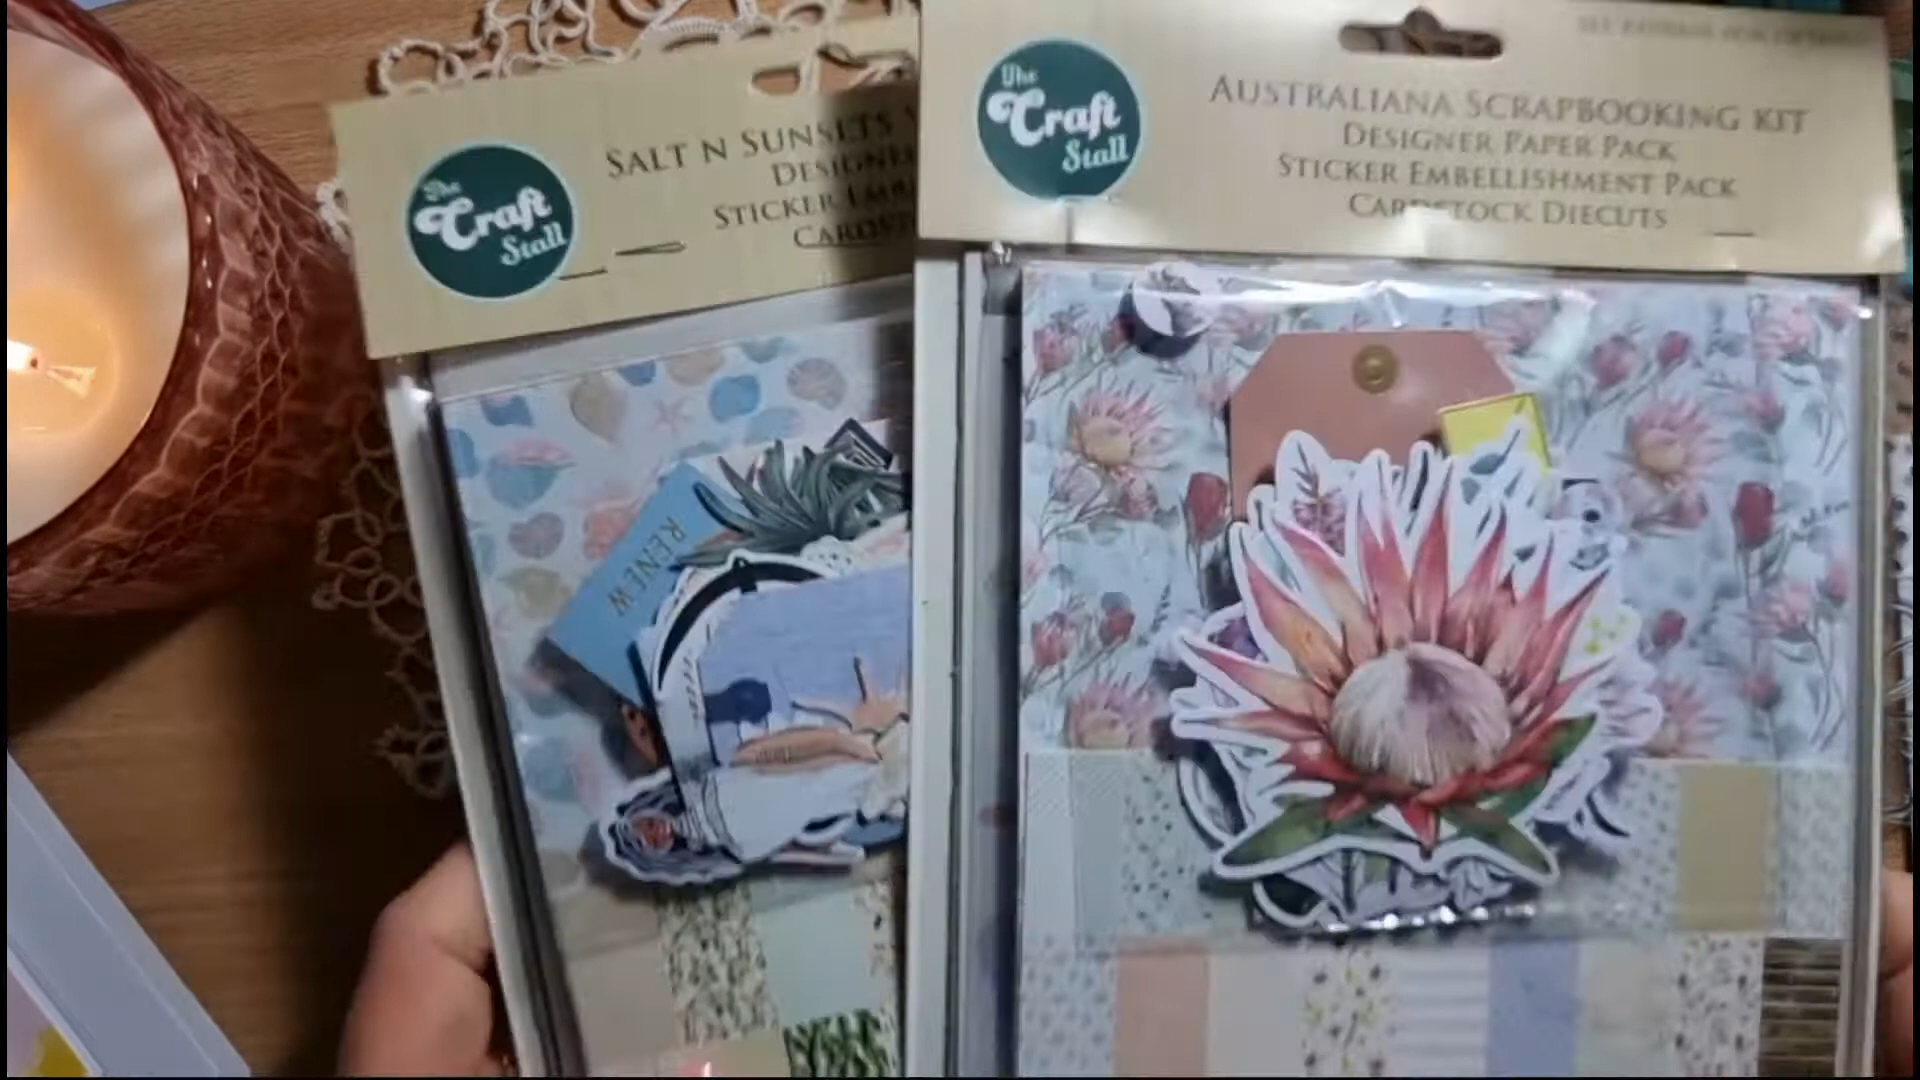 The
Craft
Stall
SALT N SUNSETS
DESIGNER
STICKER
RENEW
The
Craft
Stall
AUSTRALIANA SCRAPBOOKING KIT
DESIGNER PAPER PACK
STICKER EMBELLISHMENT PACK
CARDSTOCK DIECUTS